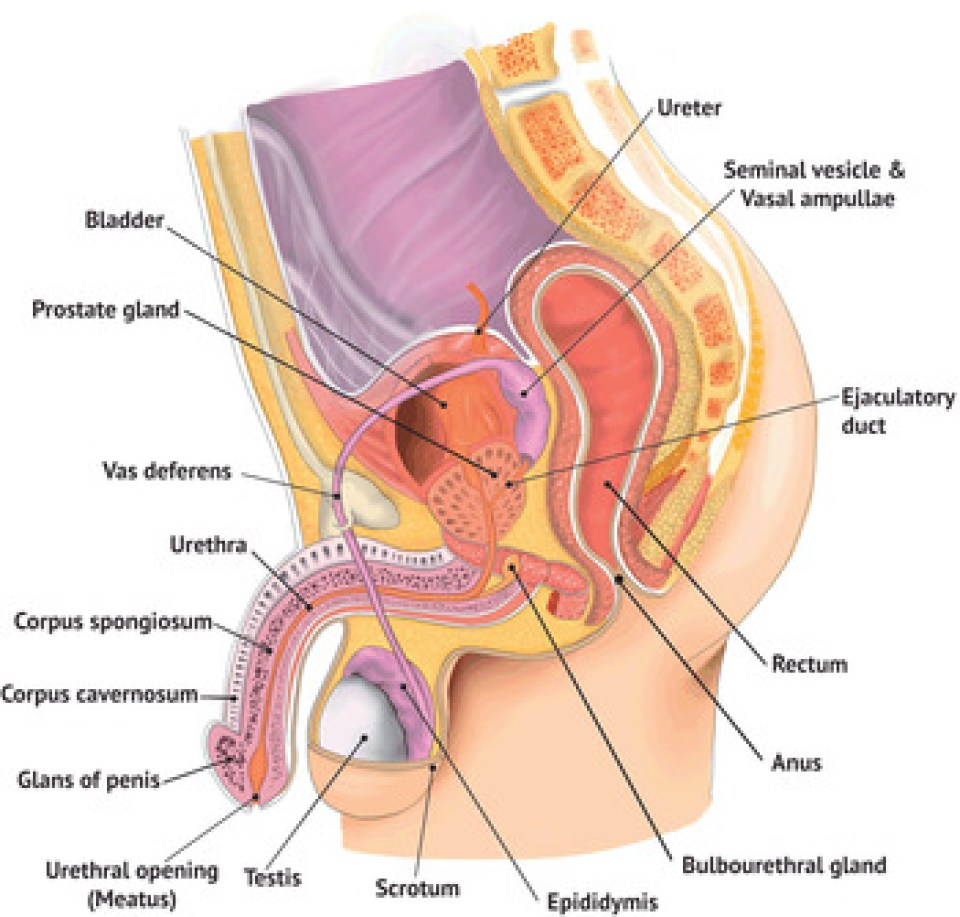 Ureter
Seminal vesicle &
Vasal ampullae
Bladder
Prostate gland
Ejaculatory
duct
Vas deferens
Urethra
Corpus spongiosum
Rectum
Corpus cavernosum
Anus
Glans of penis
Bulbourethral gland
Urethral opening
(Meatus)
Testis
Scrotum
Epididymis